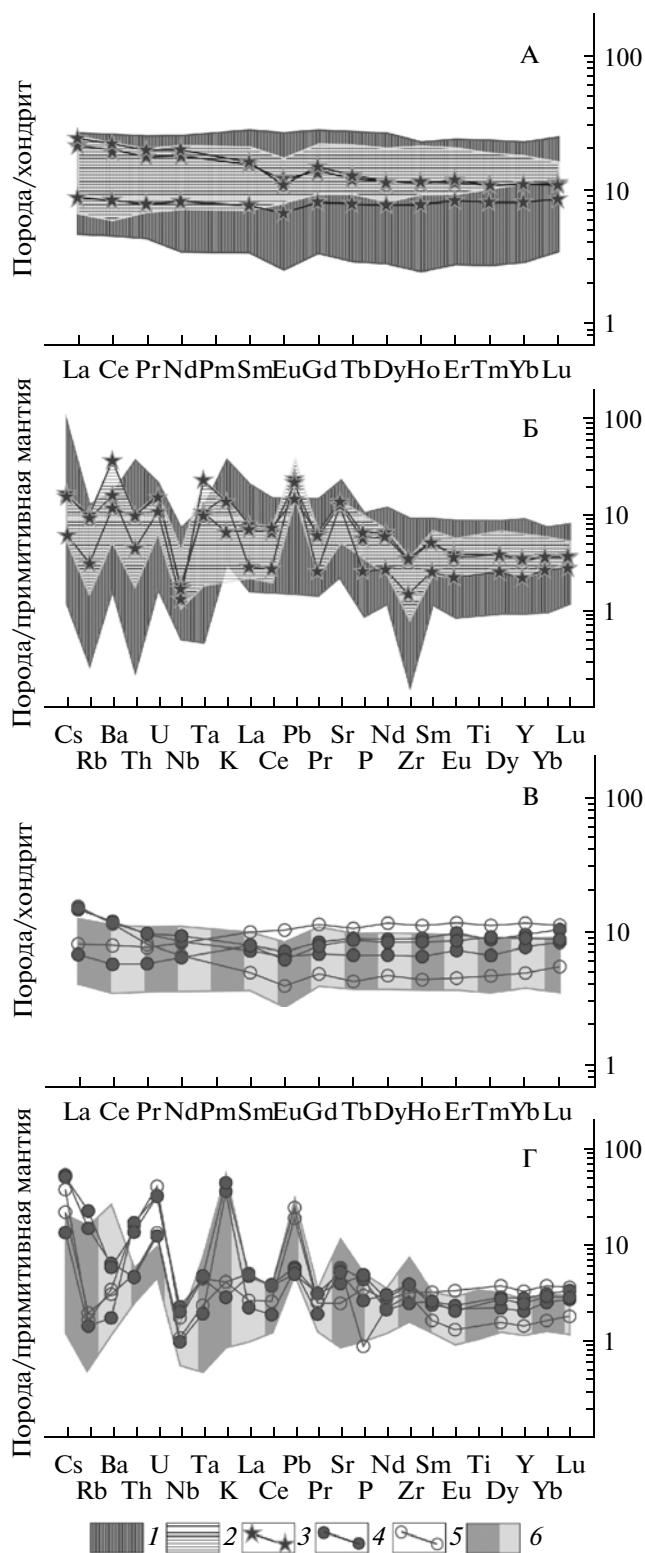 А
100
10
1
Порода/хондрит
La Ce Pr Nd Pm Sm Eu Gd Tb Dy Ho Er Tm Yb Lu
Б
100
10
1
Порода/примитивная мантия
Cs Ba U Ta La Pb Sr Nd Sm Ti Y Lu
Rb Th Nb K Ce Pr P Zr Eu Dy Yb
В
100
10
1
Порода/хондрит
La Ce Pr Nd Pm Sm Eu Gd Tb Dy Ho Er Tm Yb Lu
Г
100
10
1
Порода/примитивная мантия
Cs Ba U Ta La Pb Sr Nd Sm Ti Y Lu
Rb Th Nb K Ce Pr P Zr Eu Dy Yb
1 2 3 4 5 6